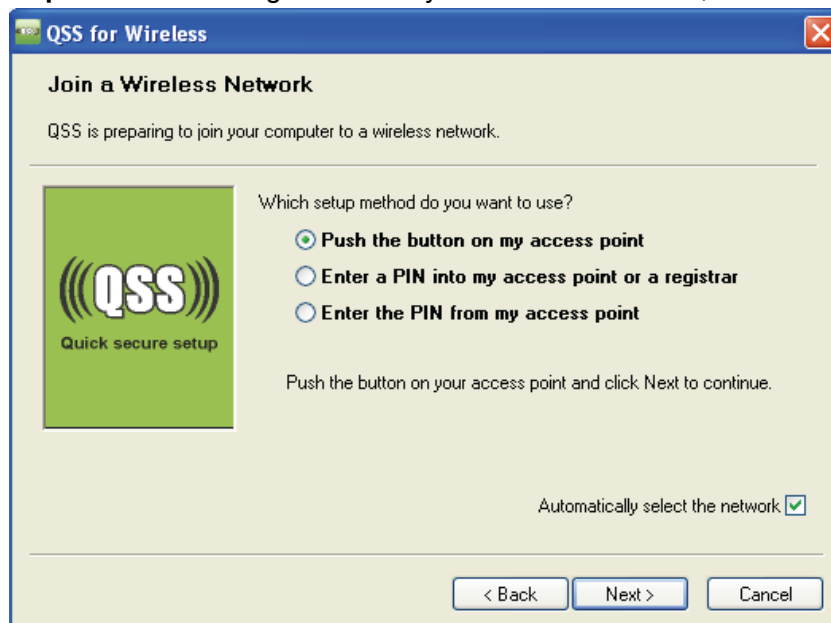 QSS for Wireless
Join a Wireless Network
QSS is preparing to join your computer to a wireless network.
Which setup method do you want to use?
Push the button on my access point
Enter a PIN into my access point or a registrar
Enter the PIN from my access point
(((QSS)))
Quick secure setup
Push the button on your access point and click Next to continue.
Automatically select the network
< Back Next > Cancel